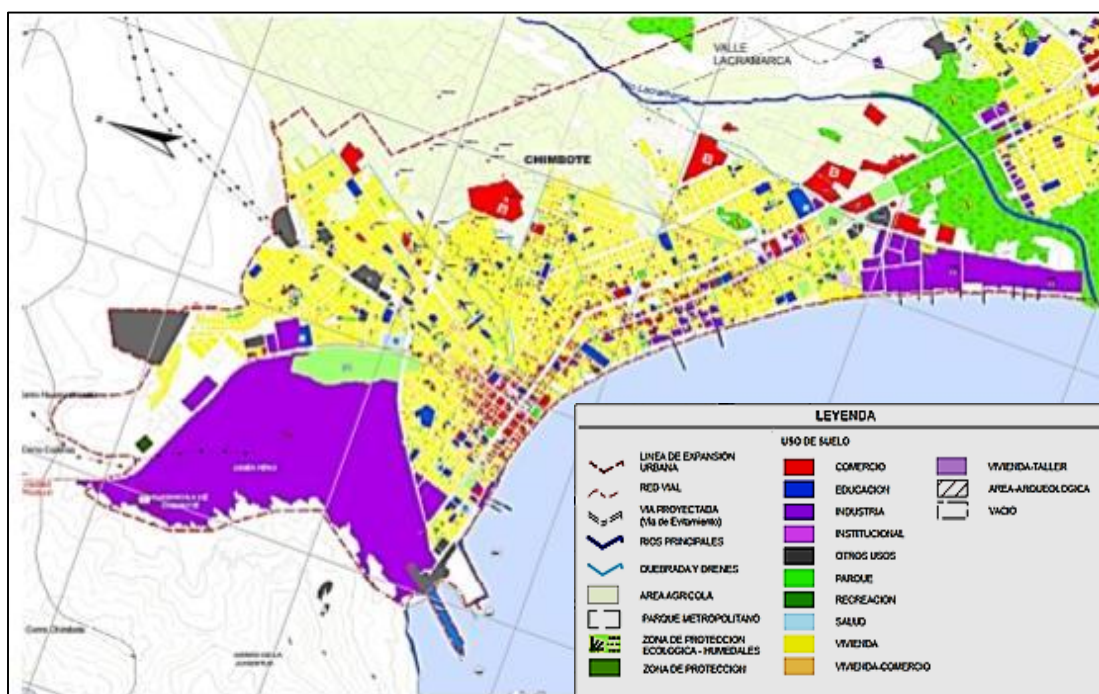 VALLE
LACRAMARCA
CHIMBOTE
LEYENDA
USO DE SUELO
LINEA DE EXPANSIÓN
URBANA
RED VIAL
VIA PROYECTADA
(Via de Evitamiento)
RIOS PRINCIPALES
QUEBRADA Y DRENES
AREA AGRICOLA
PARQUE METROPOLITANO
ZONA DE PROTECCION
ECOLOGICA - HUMEDALES
ZONA DE PROTECCION
COMERCIO
EDUCACION
INDUSTRIA
INSTITUCIONAL
OTROS USOS
PARQUE
RECREACION
SALUD
VIVIENDA
VIVIENDA-COMERCIO
VIVIENDA-TALLER
AREA-ARQUEOLOGICA
VACIO